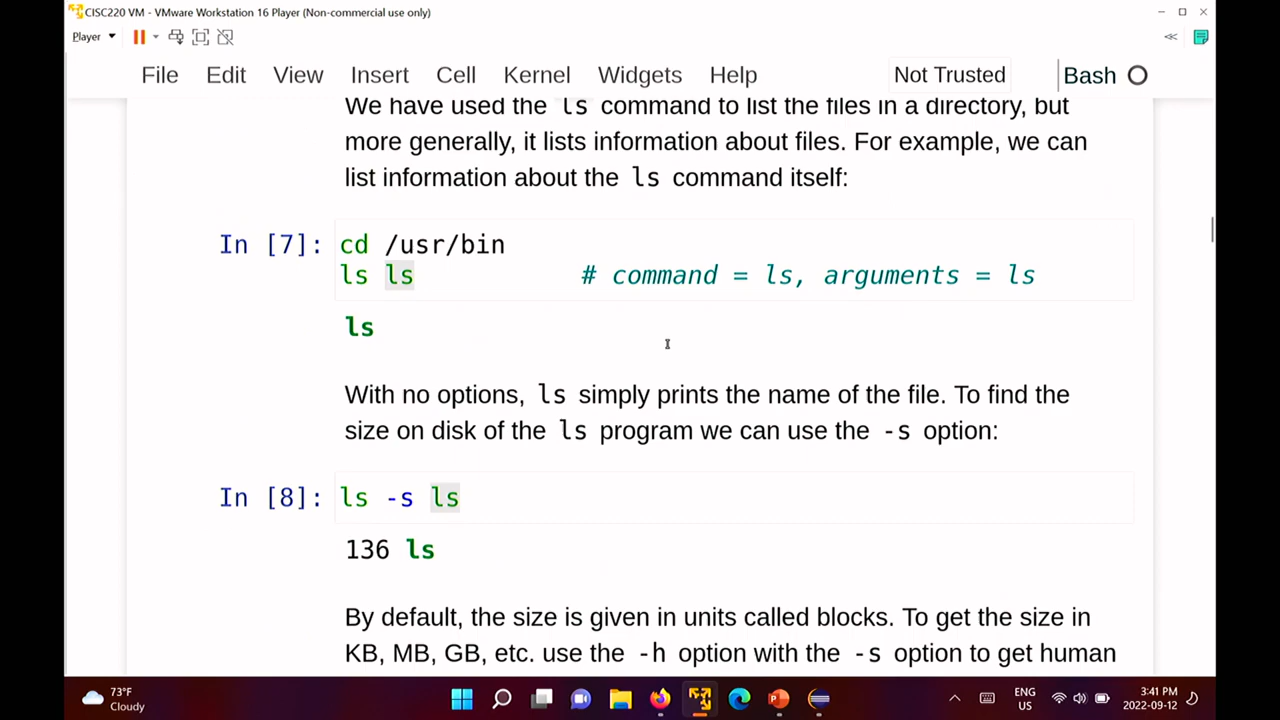 CISC220 VM - VMware Workstation 16 Player (Non-commercial use only)
Player
File Edit View Insert Cell Kernel Widgets Help Not Trusted Bash
We have used the ls command to list the files in a directory, but
more generally, it lists information about files. For example, we can
list information about the ls command itself:
In [7]: cd /usr/bin
ls ls # command = ls, arguments = ls
ls
With no options, ls simply prints the name of the file. To find the
size on disk of the ls program we can use the -s option:
In [8]: ls -s ls
136 ls
By default, the size is given in units called blocks. To get the size in
KB, MB, GB, etc. use the -h option with the -s option to get human
73°F
Cloudy
ENG
US
3:41 PM
2022-09-12